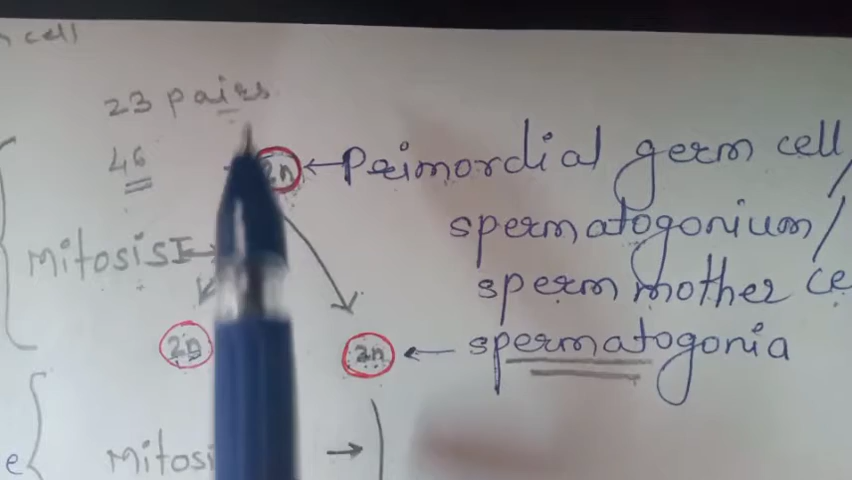 cell
23 pairs
46
2n ← Primordial germ cell/
spermatogonium/
Mitosis I →
sperm mother ce
2n 2n ← spermatogonia
e Mitosi →